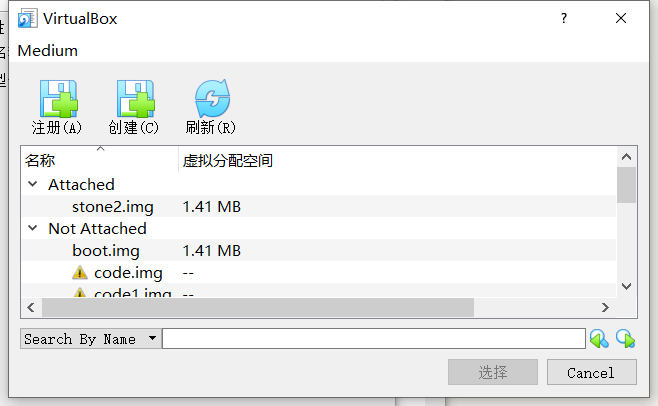 VirtualBox
Medium
注册(A) 创建(C) 刷新(R)
名称 虚拟分配空间
Attached
stone2.img 1.41 MB
Not Attached
boot.img 1.41 MB
code.img --
code1.img --
Search By Name
选择 Cancel